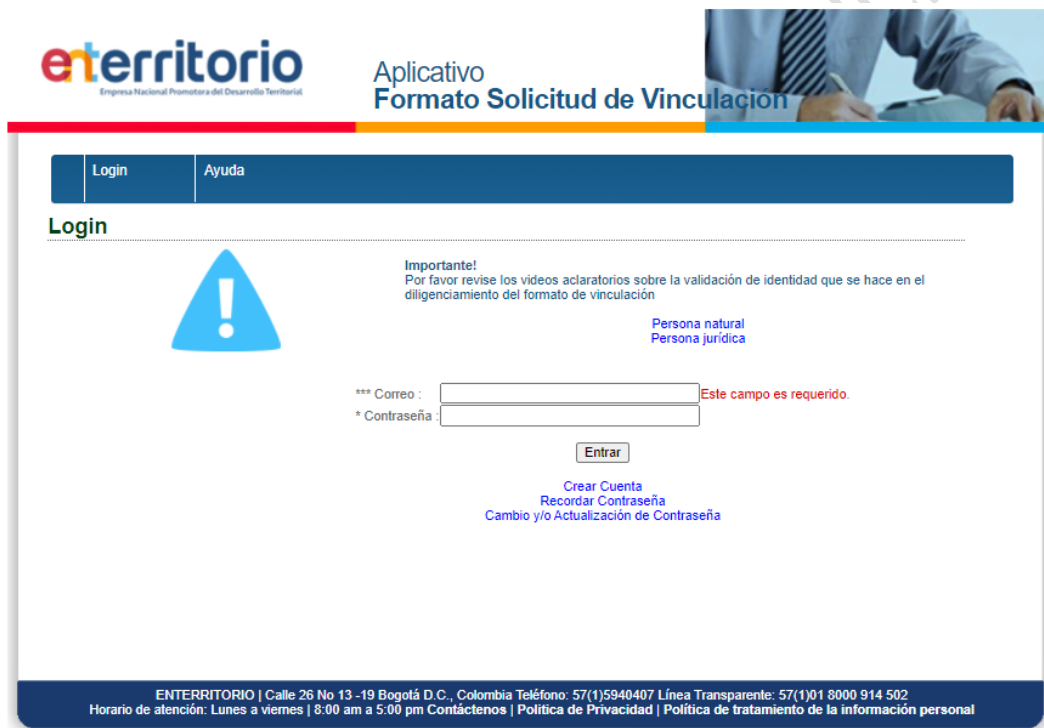 enterritorio
Empresa Nacional Promotora del Desarrollo Territorial
Aplicativo
Formato Solicitud de Vinculación
Login
Ayuda
Login
Importante!
Por favor revise los videos aclaratorios sobre la validación de identidad que se hace en el
diligenciamiento del formato de vinculación
Persona natural
Persona jurídica
*** Correo :
Este campo es requerido.
* Contraseña :
Entrar
Crear Cuenta
Recordar Contraseña
Cambio y/o Actualización de Contraseña
ENTERRITORIO | Calle 26 No 13 -19 Bogotá D.C., Colombia Teléfono: 57(1)5940407 Línea Transparente: 57(1)01 8000 914 502
Horario de atención: Lunes a viernes | 8:00 am a 5:00 pm Contáctenos | Politica de Privacidad | Política de tratamiento de la información personal